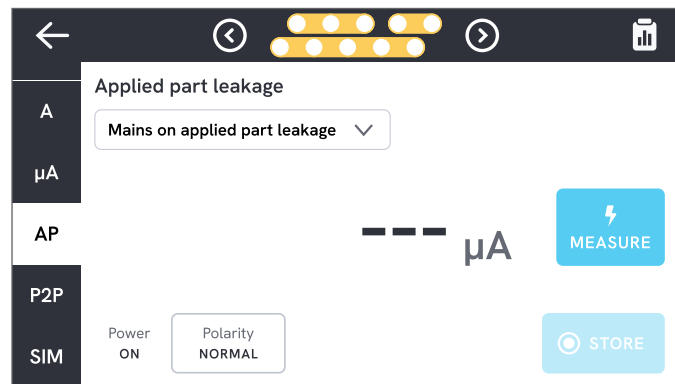 Applied part leakage
Mains on applied part leakage
A
µA
AP
P2P
SIM
--- µA
MEASURE
Power
ON
Polarity
NORMAL
STORE